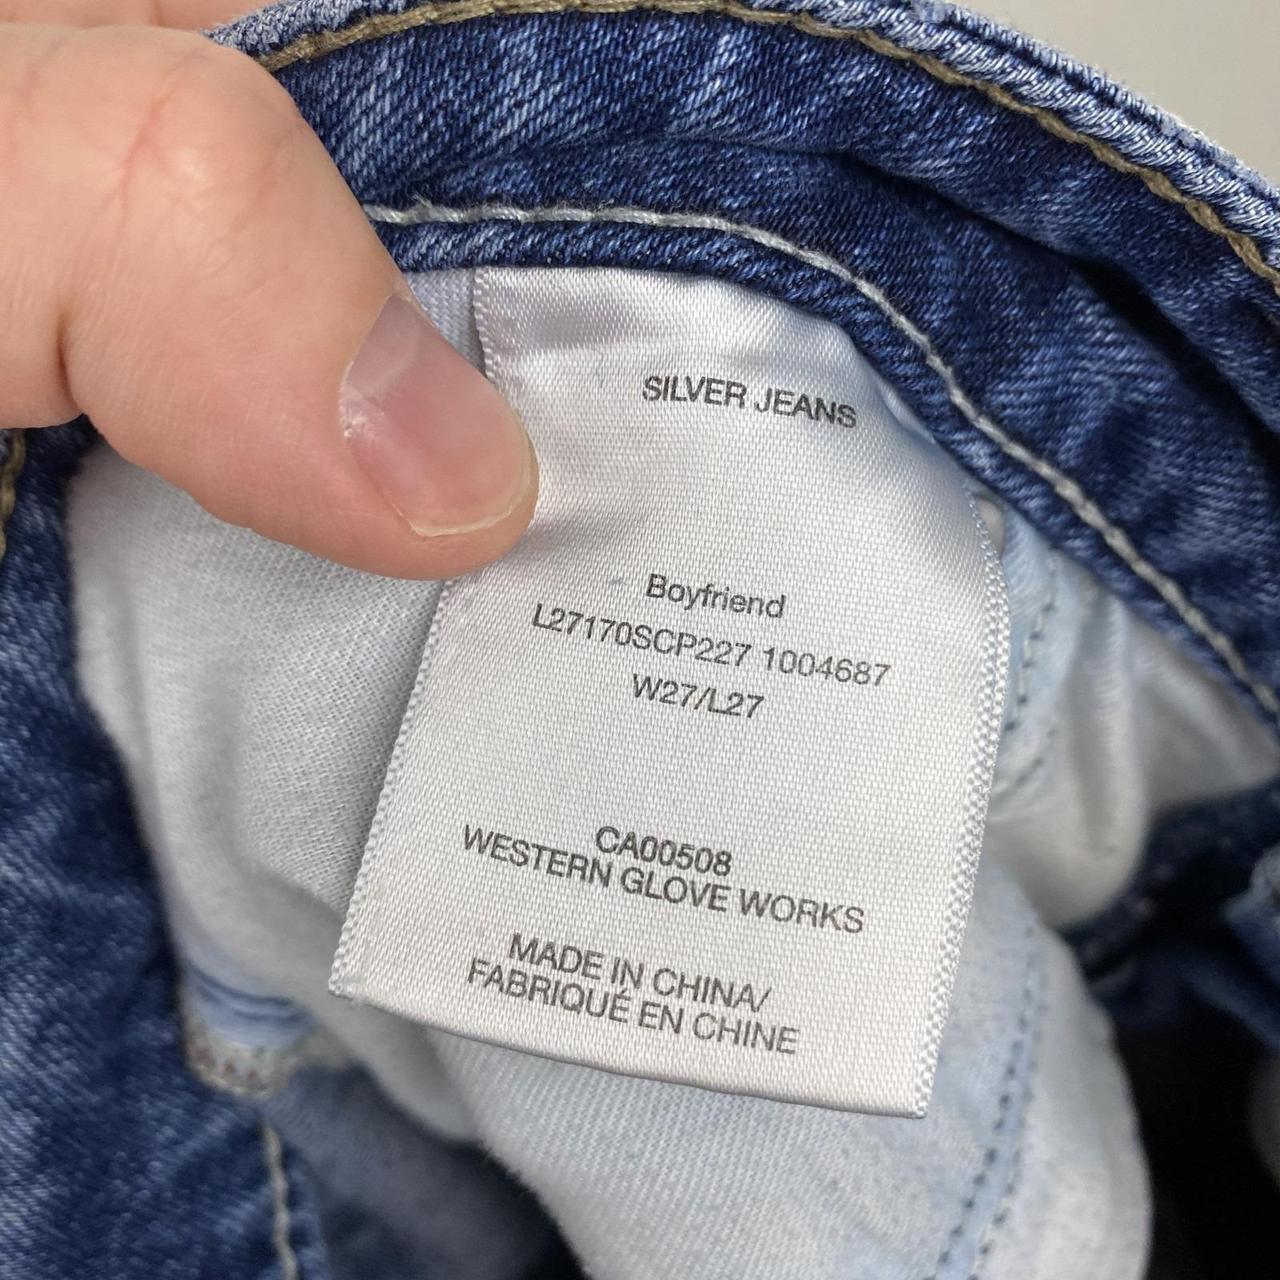 SILVER JEANS
Boyfriend
L27170SCP227 1004687
W27/L27
CA00508
WESTERN GLOVE WORKS
MADE IN CHINA/
FABRIQUÉ EN CHINE